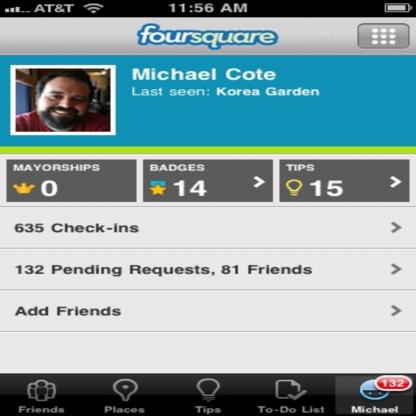 AT&T 11:56 AM
foursquare
Michael Cote
Last seen: Korea Garden
MAYORSHIPS BADGES TIPS
0 14 15
635 Check-ins
132 Pending Requests, 81 Friends
Add Friends
132
Friends Places Tips To-Do List Michael